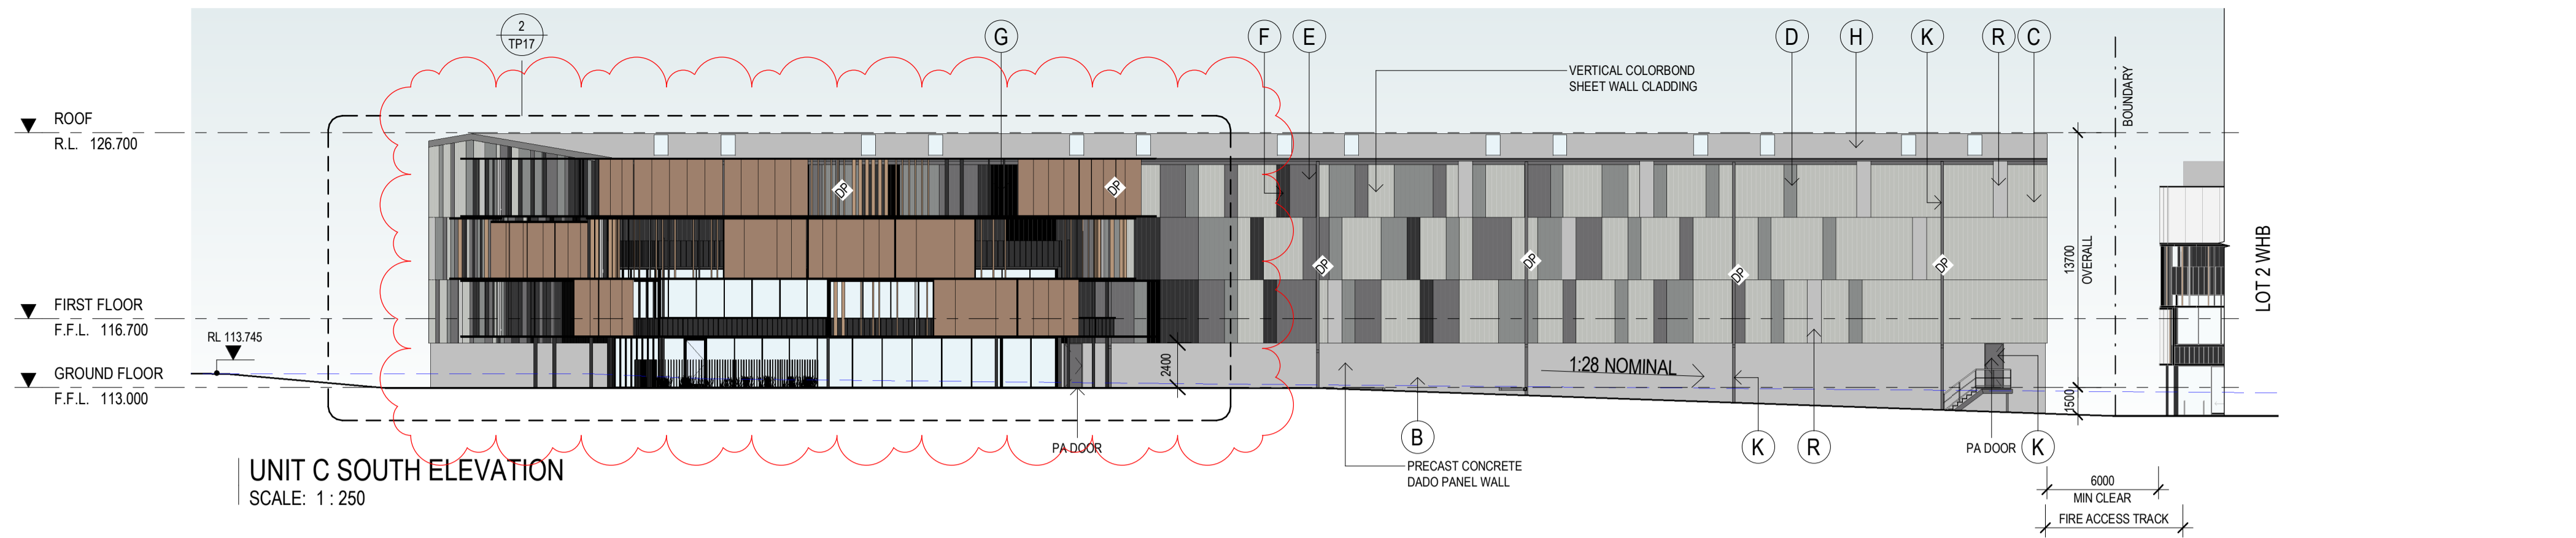 2
TP17
G
F
E
D
H
K
R
C
VERTICAL COLORBOND
SHEET WALL CLADDING
BOUNDARY
ROOF
R.L. 126.700
DP
DP
DP
DP
DP
DP
13700
OVERALL
LOT 2 WHB
FIRST FLOOR
F.F.L. 116.700
RL 113.745
GROUND FLOOR
F.F.L. 113.000
2400
1:28 NOMINAL
1500
PA DOOR
B
K
R
PA DOOR
K
PRECAST CONCRETE
DADO PANEL WALL
UNIT C SOUTH ELEVATION
SCALE: 1 : 250
6000
MIN CLEAR
FIRE ACCESS TRACK